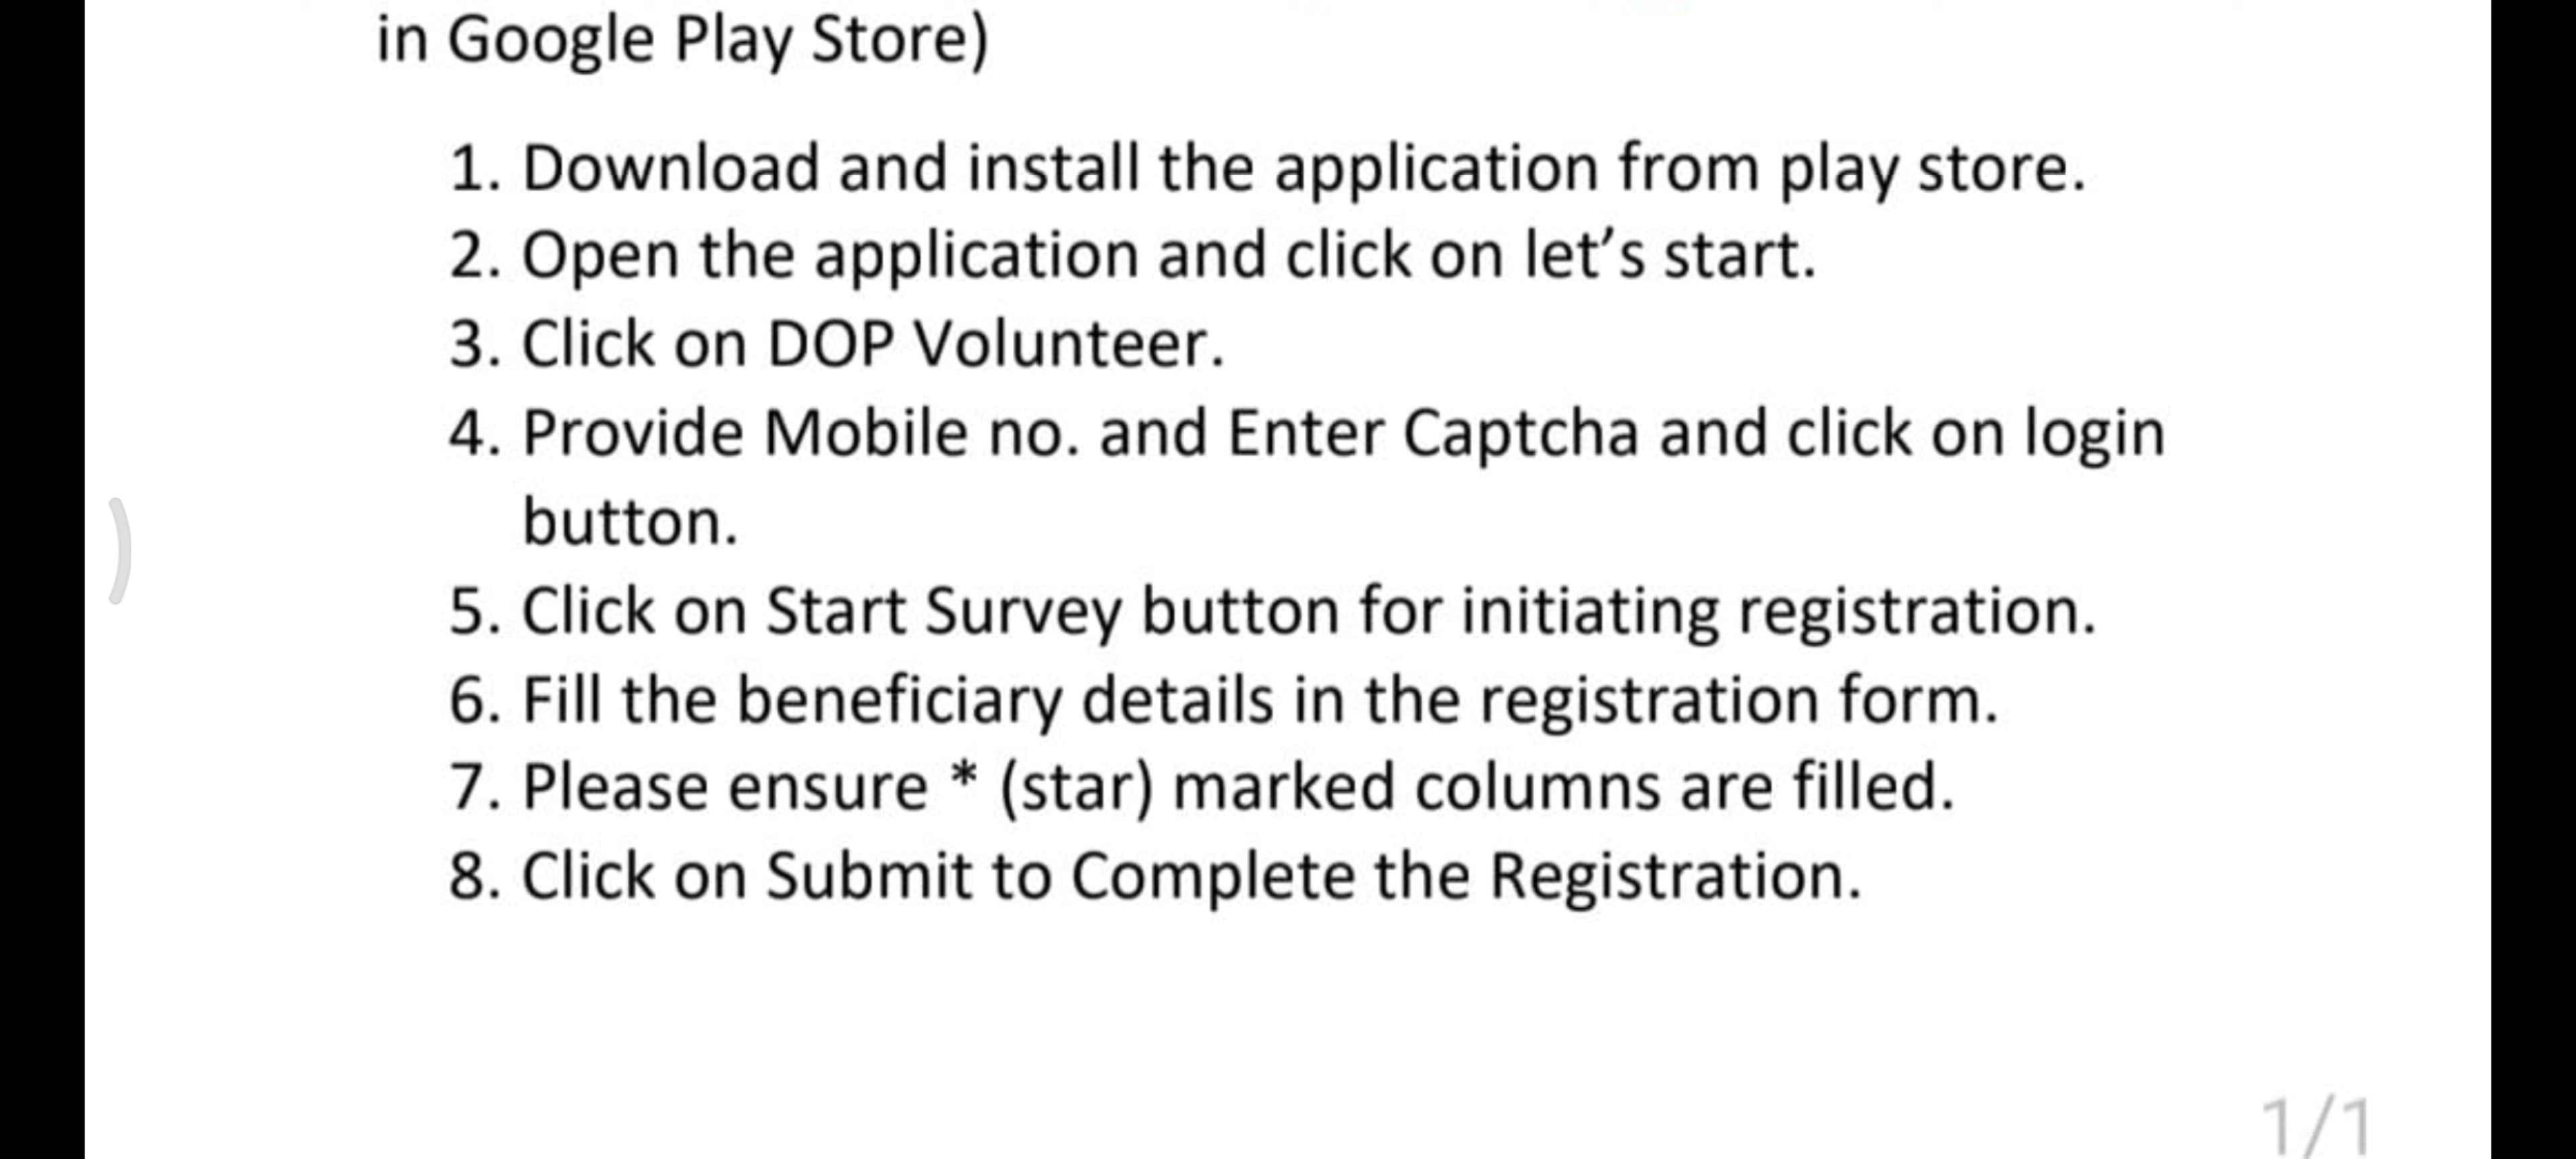 in Google Play Store)
1. Download and install the application from play store.
2. Open the application and click on let’s start.
3. Click on DOP Volunteer.
4. Provide Mobile no. and Enter Captcha and click on login
button.
5. Click on Start Survey button for initiating registration.
6. Fill the beneficiary details in the registration form.
7. Please ensure * (star) marked columns are filled.
8. Click on Submit to Complete the Registration.
1/1